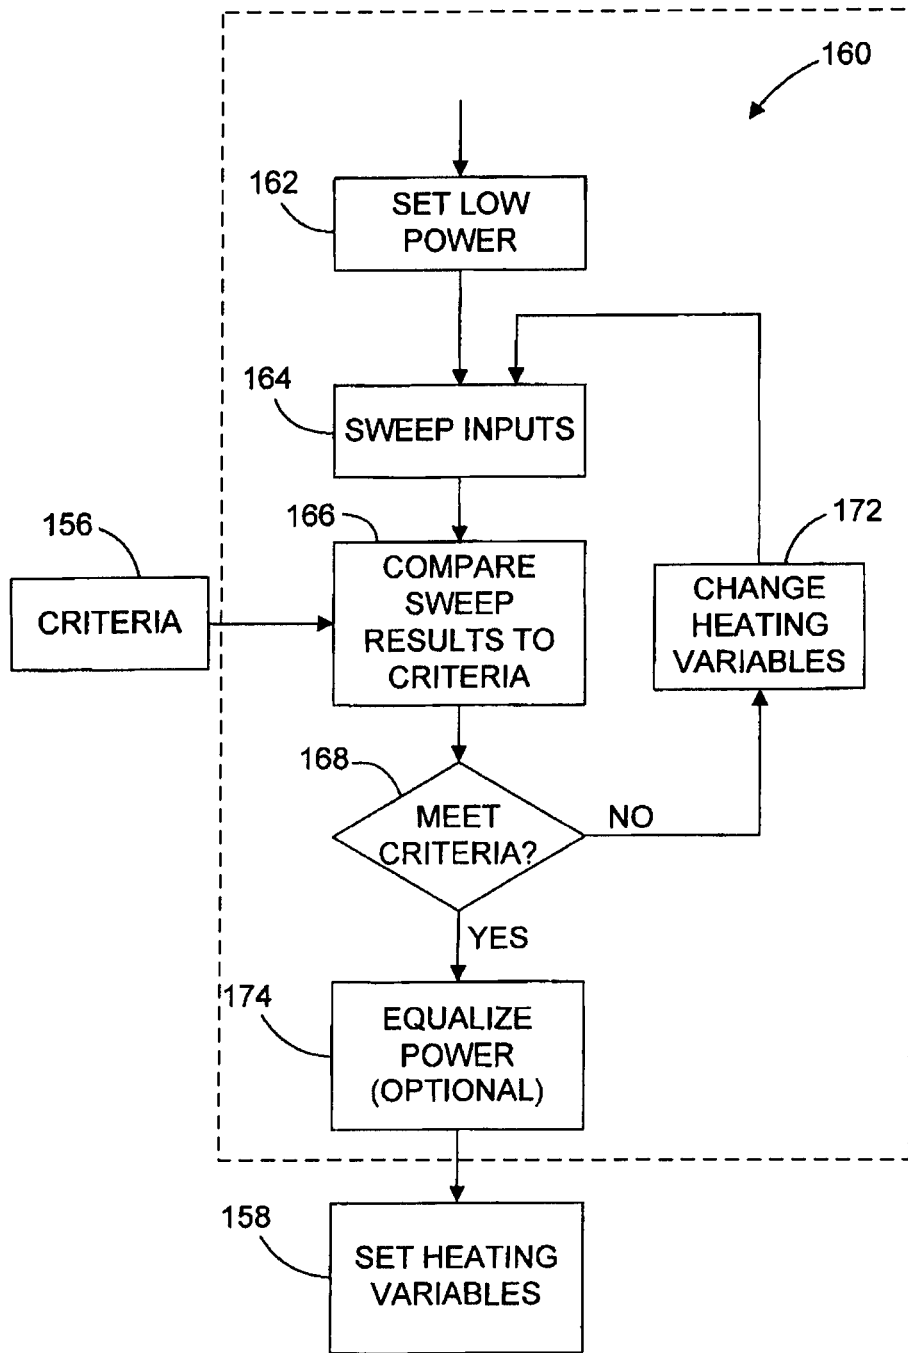 160
162
SET LOW
POWER
164
SWEEP INPUTS
156
CRITERIA
166
COMPARE
SWEEP
RESULTS TO
CRITERIA
172
CHANGE
HEATING
VARIABLES
168
MEET
CRITERIA?
NO
YES
174
EQUALIZE
POWER
(OPTIONAL)
158
SET HEATING
VARIABLES